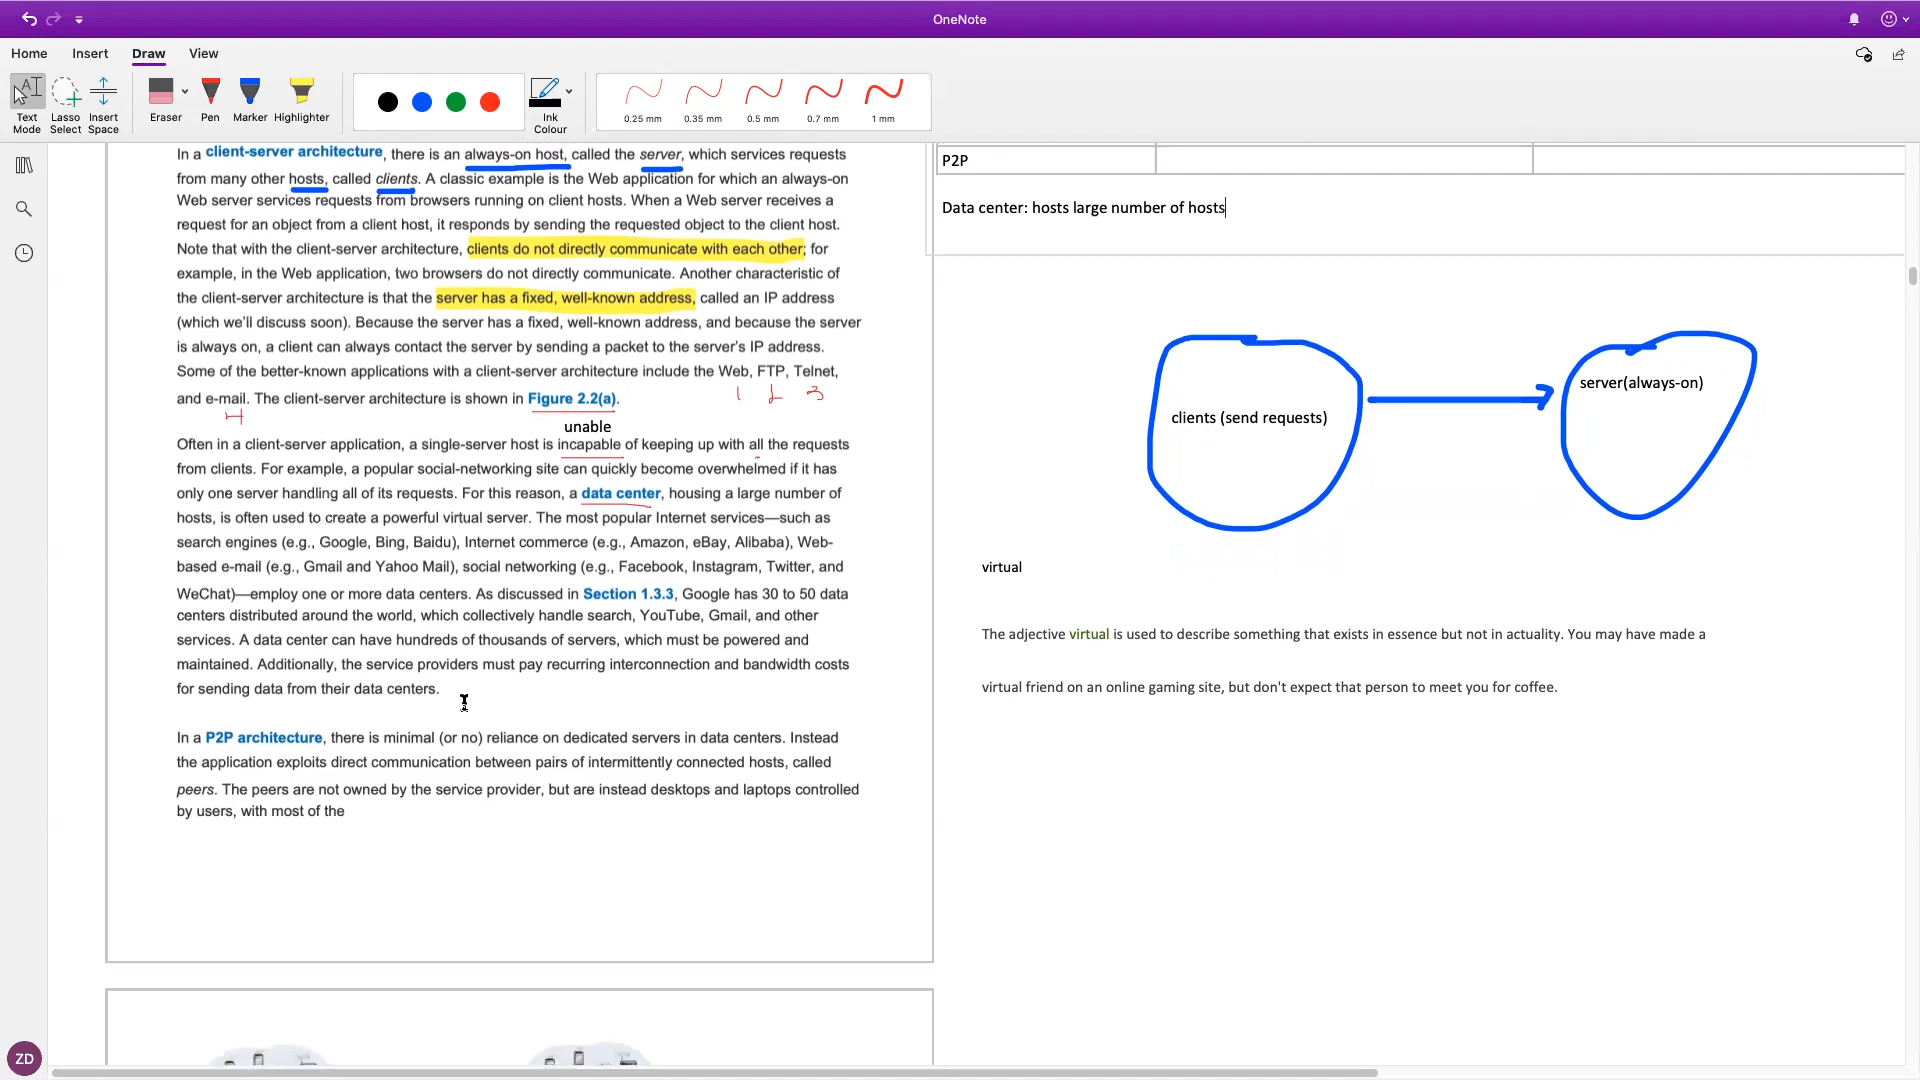 OneNote
Home Insert Draw View
Text Mode
Lasso Select
Insert Space
Eraser
Pen
Marker
Highlighter
Ink Colour
0.25 mm 0.35 mm 0.5 mm 0.7 mm 1 mm
In a client-server architecture, there is an always-on host, called the server, which services requests
from many other hosts, called clients. A classic example is the Web application for which an always-on
Web server services requests from browsers running on client hosts. When a Web server receives a
request for an object from a client host, it responds by sending the requested object to the client host.
Note that with the client-server architecture, clients do not directly communicate with each other; for
example, in the Web application, two browsers do not directly communicate. Another characteristic of
the client-server architecture is that the server has a fixed, well-known address, called an IP address
(which we'll discuss soon). Because the server has a fixed, well-known address, and because the server
is always on, a client can always contact the server by sending a packet to the server's IP address.
Some of the better-known applications with a client-server architecture include the Web, FTP, Telnet,
1 2 3
and e-mail. The client-server architecture is shown in Figure 2.2(a).
4
unable
Often in a client-server application, a single-server host is incapable of keeping up with all the requests
from clients. For example, a popular social-networking site can quickly become overwhelmed if it has
only one server handling all of its requests. For this reason, a data center, housing a large number of
hosts, is often used to create a powerful virtual server. The most popular Internet services—such as
search engines (e.g., Google, Bing, Baidu), Internet commerce (e.g., Amazon, eBay, Alibaba), Web-
based e-mail (e.g., Gmail and Yahoo Mail), social networking (e.g., Facebook, Instagram, Twitter, and
WeChat)—employ one or more data centers. As discussed in Section 1.3.3, Google has 30 to 50 data
centers distributed around the world, which collectively handle search, YouTube, Gmail, and other
services. A data center can have hundreds of thousands of servers, which must be powered and
maintained. Additionally, the service providers must pay recurring interconnection and bandwidth costs
for sending data from their data centers.
In a P2P architecture, there is minimal (or no) reliance on dedicated servers in data centers. Instead
the application exploits direct communication between pairs of intermittently connected hosts, called
peers. The peers are not owned by the service provider, but are instead desktops and laptops controlled
by users, with most of the
P2P
Data center: hosts large number of hosts
clients (send requests)
server(always-on)
virtual
The adjective virtual is used to describe something that exists in essence but not in actuality. You may have made a
virtual friend on an online gaming site, but don't expect that person to meet you for coffee.
ZD